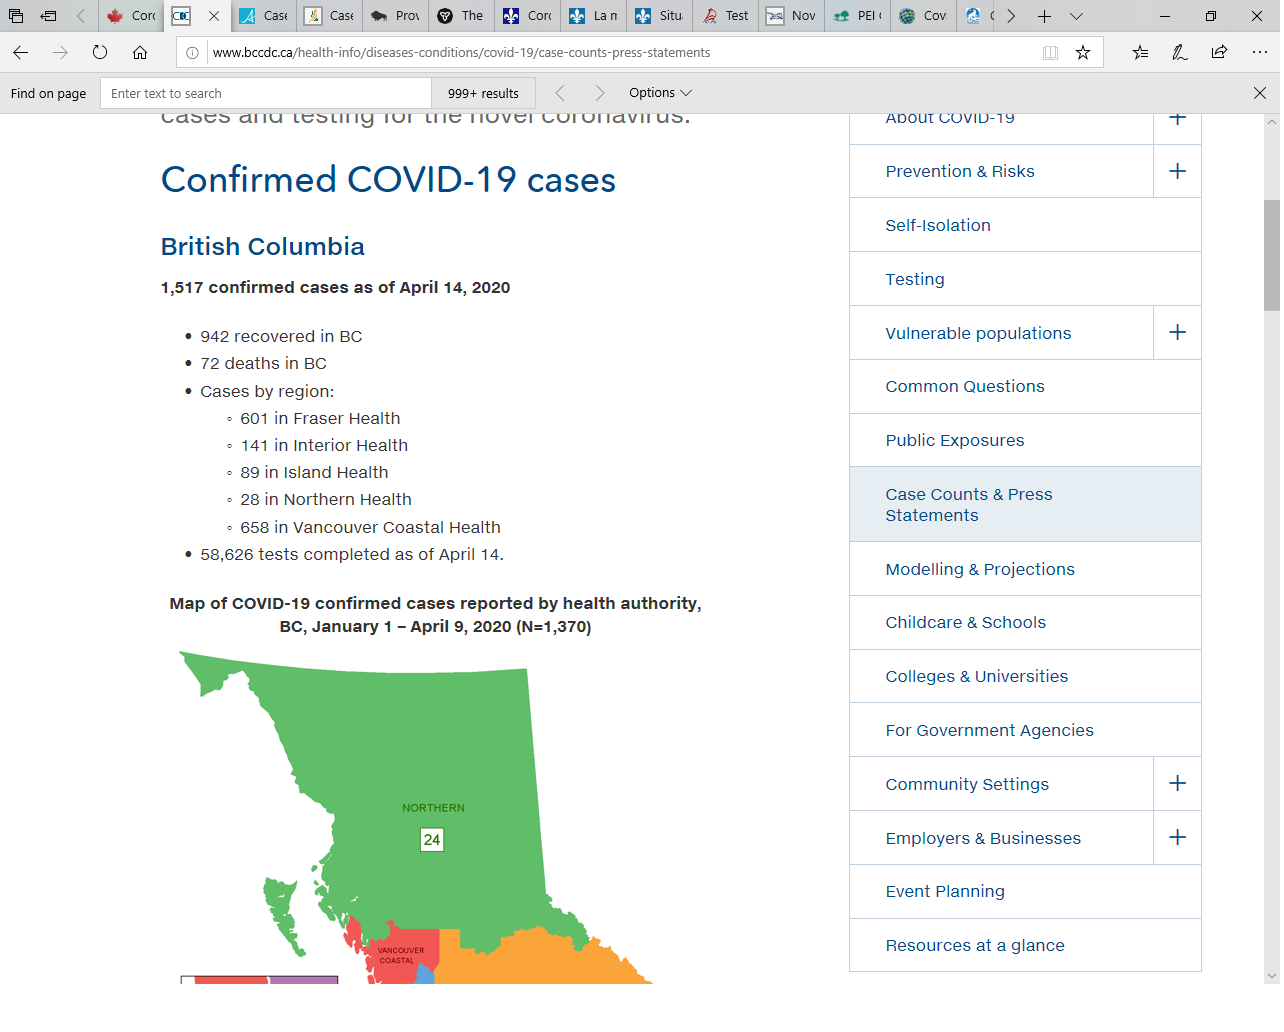 Corc
Case
Case
Prov
The
Corc
La m
Situ
Test
Nov
PEI
Cov
www.bccdc.ca/health-info/diseases-conditions/covid-19/case-counts-press-statements
Find on page
Enter text to search
999+ results
Options
cases and testing for the novel coronavirus.
Confirmed COVID-19 cases
British Columbia
1,517 confirmed cases as of April 14, 2020
• 942 recovered in BC
• 72 deaths in BC
• Cases by region:
◦ 601 in Fraser Health
◦ 141 in Interior Health
◦ 89 in Island Health
◦ 28 in Northern Health
◦ 658 in Vancouver Coastal Health
• 58,626 tests completed as of April 14.
Map of COVID-19 confirmed cases reported by health authority,
BC, January 1 – April 9, 2020 (N=1,370)
NORTHERN
24
VANCOUVER
COASTAL
About COVID-19
Prevention & Risks
Self-Isolation
Testing
Vulnerable populations
Common Questions
Public Exposures
Case Counts & Press
Statements
Modelling & Projections
Childcare & Schools
Colleges & Universities
For Government Agencies
Community Settings
Employers & Businesses
Event Planning
Resources at a glance